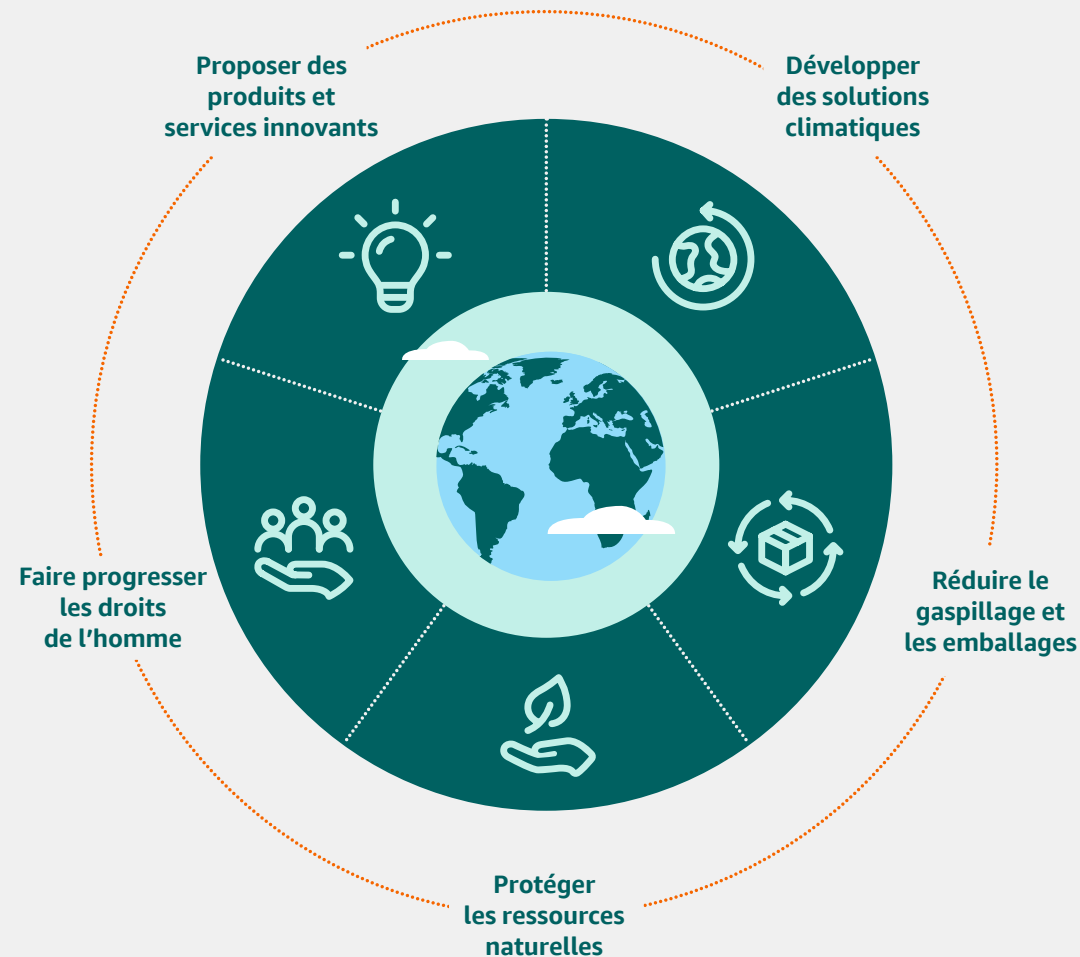 Proposer des
produits et
services innovants
Développer
des solutions
climatiques
Faire progresser
les droits
de l'homme
Réduire le
gaspillage et
les emballages
Protéger
les ressources
naturelles